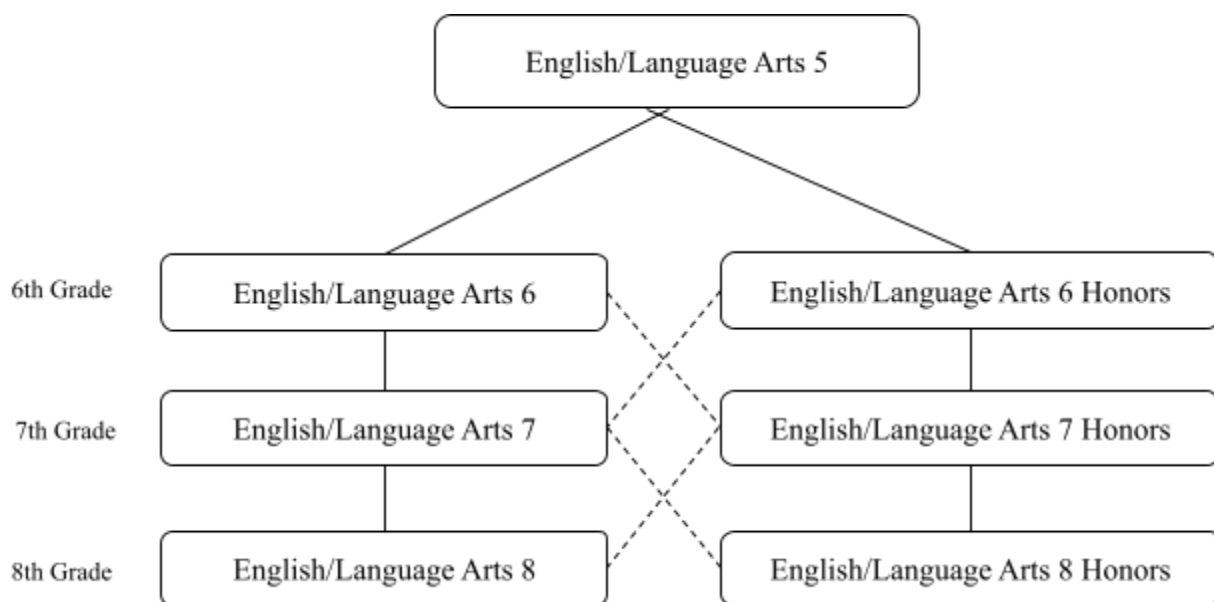 English/Language Arts 5
6th Grade
English/Language Arts 6
English/Language Arts 6 Honors
7th Grade
English/Language Arts 7
English/Language Arts 7 Honors
8th Grade
English/Language Arts 8
English/Language Arts 8 Honors